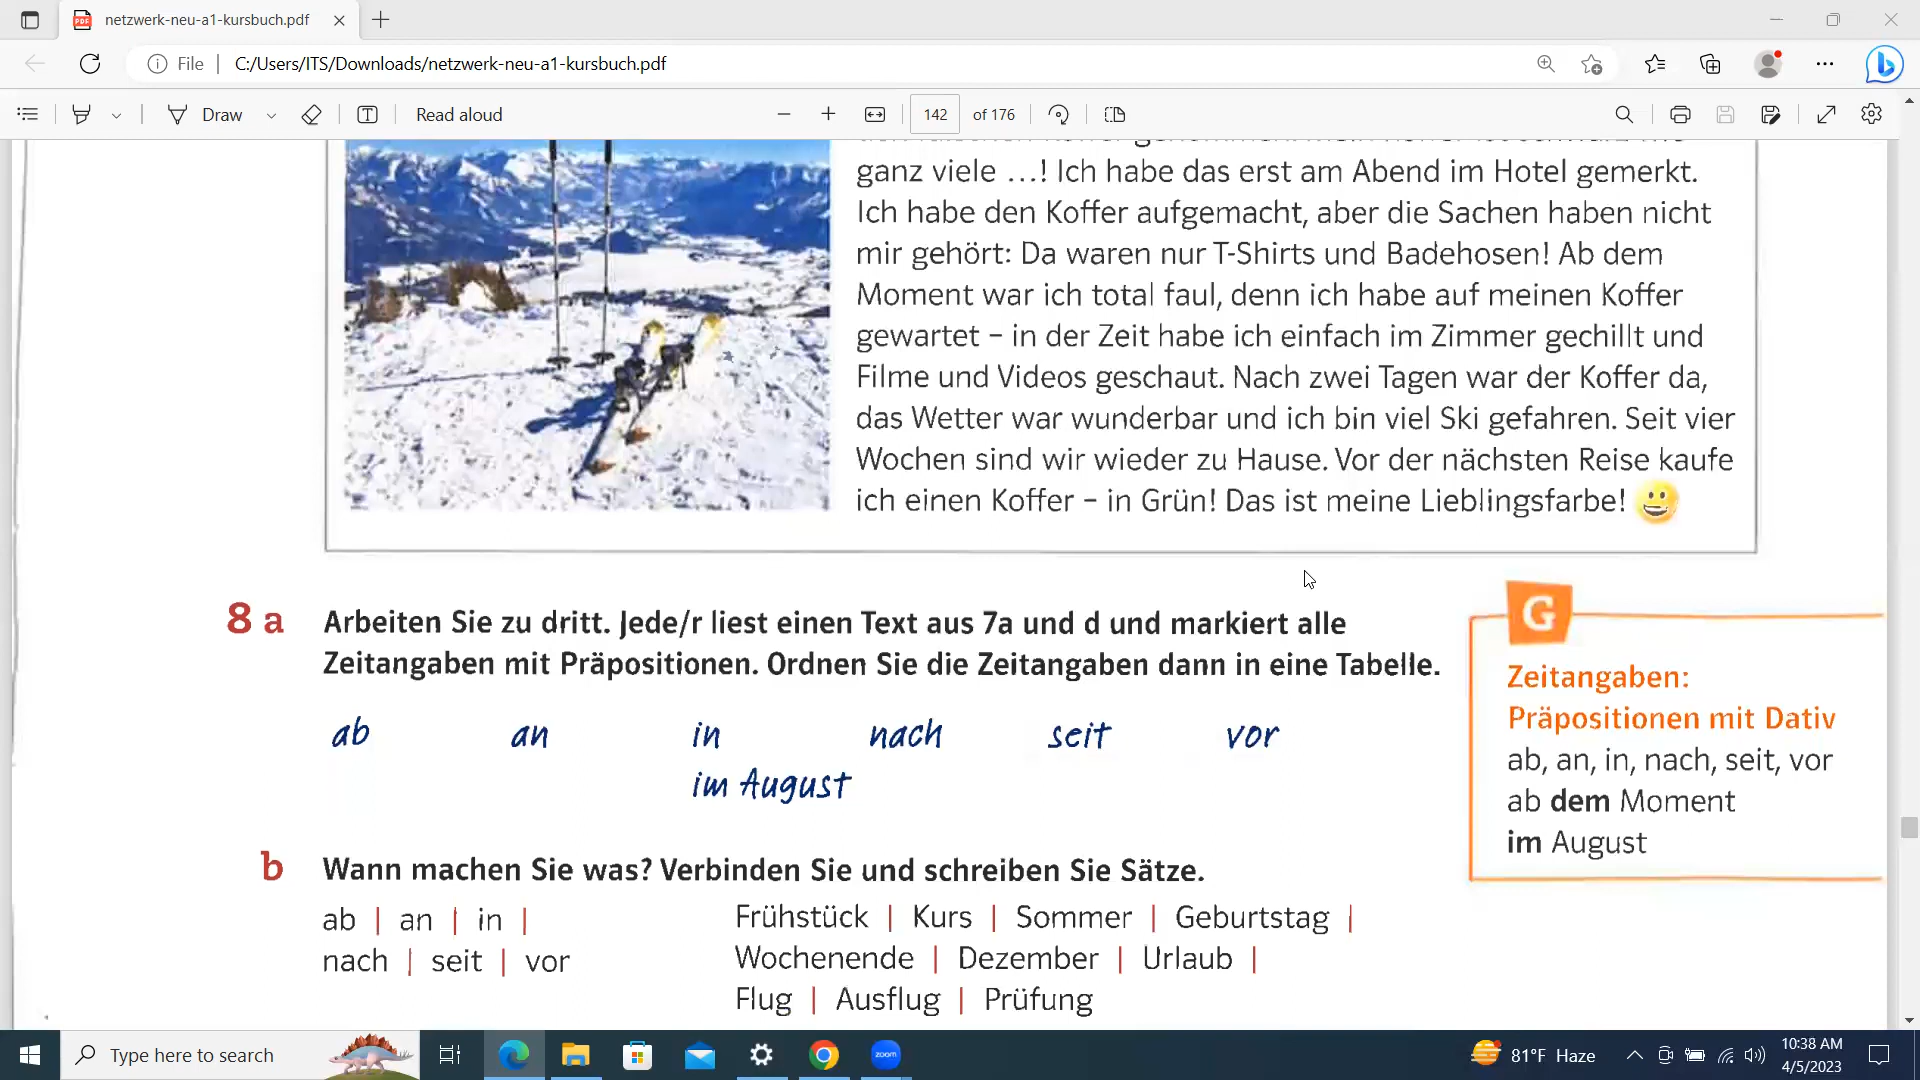 netzwerk-neu-a1-kursbuch.pdf
File
C:/Users/ITS/Downloads/netzwerk-neu-a1-kursbuch.pdf
Draw
Read aloud
142 of 176
ganz viele …! Ich habe das erst am Abend im Hotel gemerkt.
Ich habe den Koffer aufgemacht, aber die Sachen haben nicht
mir gehört: Da waren nur T-Shirts und Badehosen! Ab dem
Moment war ich total faul, denn ich habe auf meinen Koffer
gewartet – in der Zeit habe ich einfach im Zimmer gechillt und
Filme und Videos geschaut. Nach zwei Tagen war der Koffer da,
das Wetter war wunderbar und ich bin viel Ski gefahren. Seit vier
Wochen sind wir wieder zu Hause. Vor der nächsten Reise kaufe
ich einen Koffer – in Grün! Das ist meine Lieblingsfarbe!
8 a Arbeiten Sie zu dritt. Jede/r liest einen Text aus 7a und d und markiert alle
Zeitangaben mit Präpositionen. Ordnen Sie die Zeitangaben dann in eine Tabelle.
ab an in nach seit vor
im August
G
Zeitangaben:
Präpositionen mit Dativ
ab, an, in, nach, seit, vor
ab dem Moment
im August
b Wann machen Sie was? Verbinden Sie und schreiben Sie Sätze.
ab | an | in |
nach | seit | vor
Frühstück | Kurs | Sommer | Geburtstag |
Wochenende | Dezember | Urlaub |
Flug | Ausflug | Prüfung
Type here to search
zoom
81°F Haze
10:38 AM
4/5/2023